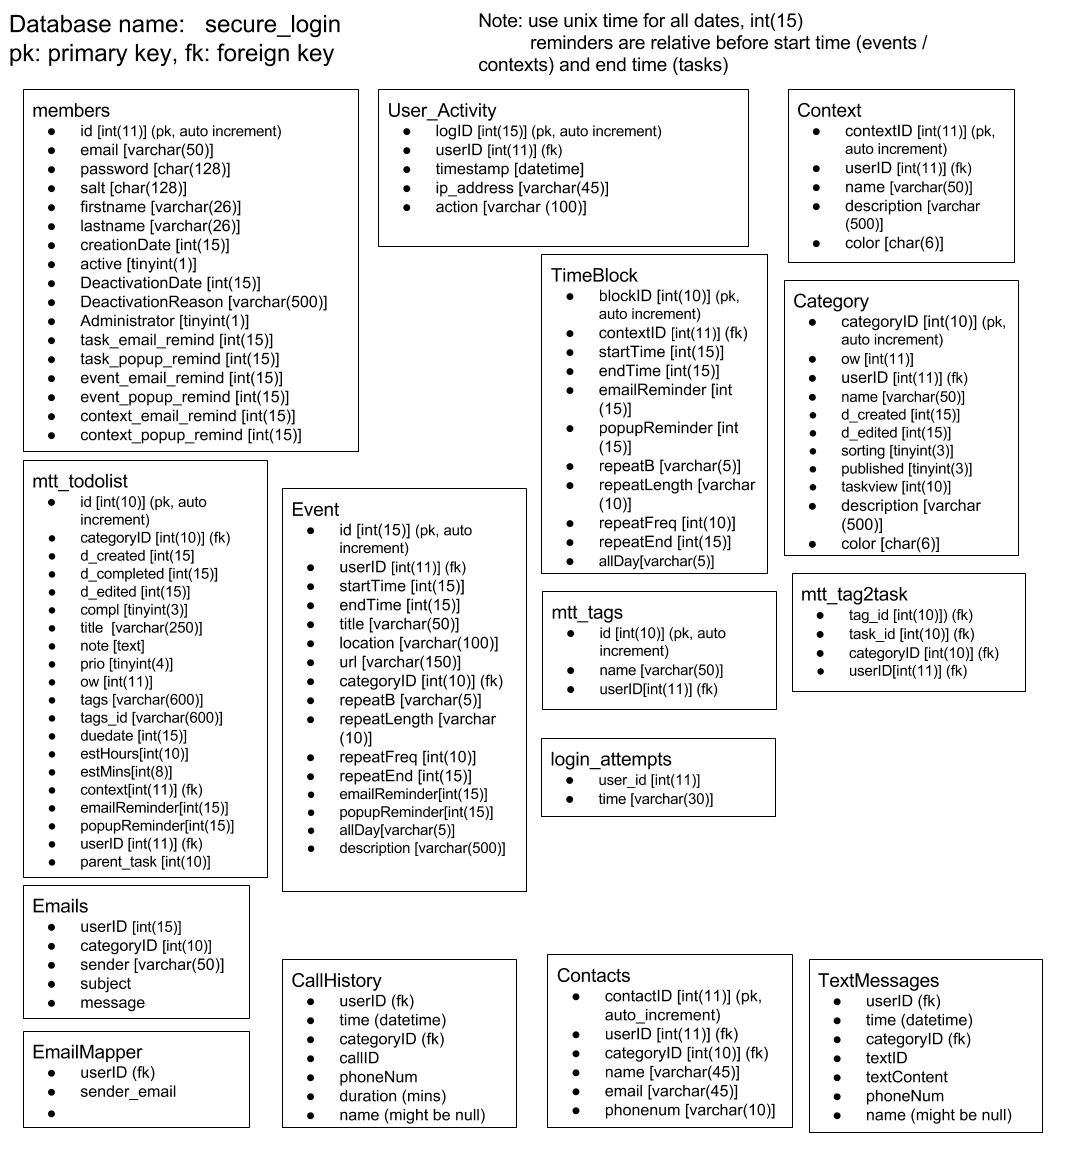 Database name: secure_login
pk: primary key, fk: foreign key
Note: use unix time for all dates, int(15)
reminders are relative before start time (events /
contexts) and end time (tasks)
members
● id [int(11)] (pk, auto increment)
● email [varchar(50)]
● password [char(128)]
● salt [char(128)]
● firstname [varchar(26)]
● lastname [varchar(26)]
● creationDate [int(15)]
● active [tinyint(1)]
● DeactivationDate [int(15)]
● DeactivationReason [varchar(500)]
● Administrator [tinyint(1)]
● task_email_remind [int(15)]
● task_popup_remind [int(15)]
● event_email_remind [int(15)]
● event_popup_remind [int(15)]
● context_email_remind [int(15)]
● context_popup_remind [int(15)]
User_Activity
● logID [int(15)] (pk, auto increment)
● userID [int(11)] (fk)
● timestamp [datetime]
● ip_address [varchar(45)]
● action [varchar (100)]
Context
● contextID [int(11)] (pk,
auto increment)
● userID [int(11)] (fk)
● name [varchar(50)]
● description [varchar
(500)]
● color [char(6)]
TimeBlock
● blockID [int(10)] (pk,
auto increment)
● contextID [int(11)] (fk)
● startTime [int(15)]
● endTime [int(15)]
● emailReminder [int
(15)]
● popupReminder [int
(15)]
● repeatB [varchar(5)]
● repeatLength [varchar
(10)]
● repeatFreq [int(10)]
● repeatEnd [int(15)]
● allDay[varchar(5)]
Category
● categoryID [int(10)] (pk,
auto increment)
● ow [int(11)]
● userID [int(11)] (fk)
● name [varchar(50)]
● d_created [int(15)]
● d_edited [int(15)]
● sorting [tinyint(3)]
● published [tinyint(3)]
● taskview [int(10)]
● description [varchar
(500)]
● color [char(6)]
mtt_todolist
● id [int(10)] (pk, auto
increment)
● categoryID [int(10)] (fk)
● d_created [int(15]
● d_completed [int(15)]
● d_edited [int(15)]
● compl [tinyint(3)]
● title [varchar(250)]
● note [text]
● prio [tinyint(4)]
● ow [int(11)]
● tags [varchar(600)]
● tags_id [varchar(600)]
● duedate [int(15)]
● estHours[int(10)]
● estMins[int(8)]
● context[int(11)] (fk)
● emailReminder[int(15)]
● popupReminder[int(15)]
● userID [int(11)] (fk)
● parent_task [int(10)]
Event
● id [int(15)] (pk, auto
increment)
● userID [int(11)] (fk)
● startTime [int(15)]
● endTime [int(15)]
● title [varchar(50)]
● location [varchar(100)]
● url [varchar(150)]
● categoryID [int(10)] (fk)
● repeatB [varchar(5)]
● repeatLength [varchar
(10)]
● repeatFreq [int(10)]
● repeatEnd [int(15)]
● emailReminder[int(15)]
● popupReminder[int(15)]
● allDay[varchar(5)]
● description [varchar(500)]
mtt_tags
● id [int(10)] (pk, auto
increment)
● name [varchar(50)]
● userID[int(11)] (fk)
mtt_tag2task
● tag_id [int(10)]) (fk)
● task_id [int(10)] (fk)
● categoryID [int(10)] (fk)
● userID[int(11)] (fk)
login_attempts
● user_id [int(11)]
● time [varchar(30)]
Emails
● userID [int(15)]
● categoryID [int(10)]
● sender [varchar(50)]
● subject
● message
EmailMapper
● userID (fk)
● sender_email
●
CallHistory
● userID (fk)
● time (datetime)
● categoryID (fk)
● callID
● phoneNum
● duration (mins)
● name (might be null)
Contacts
● contactID [int(11)] (pk,
auto_increment)
● userID [int(11)] (fk)
● categoryID [int(10)] (fk)
● name [varchar(45)]
● email [varchar(45)]
● phonenum [varchar(10)]
TextMessages
● userID (fk)
● time (datetime)
● categoryID (fk)
● textID
● textContent
● phoneNum
● name (might be null)